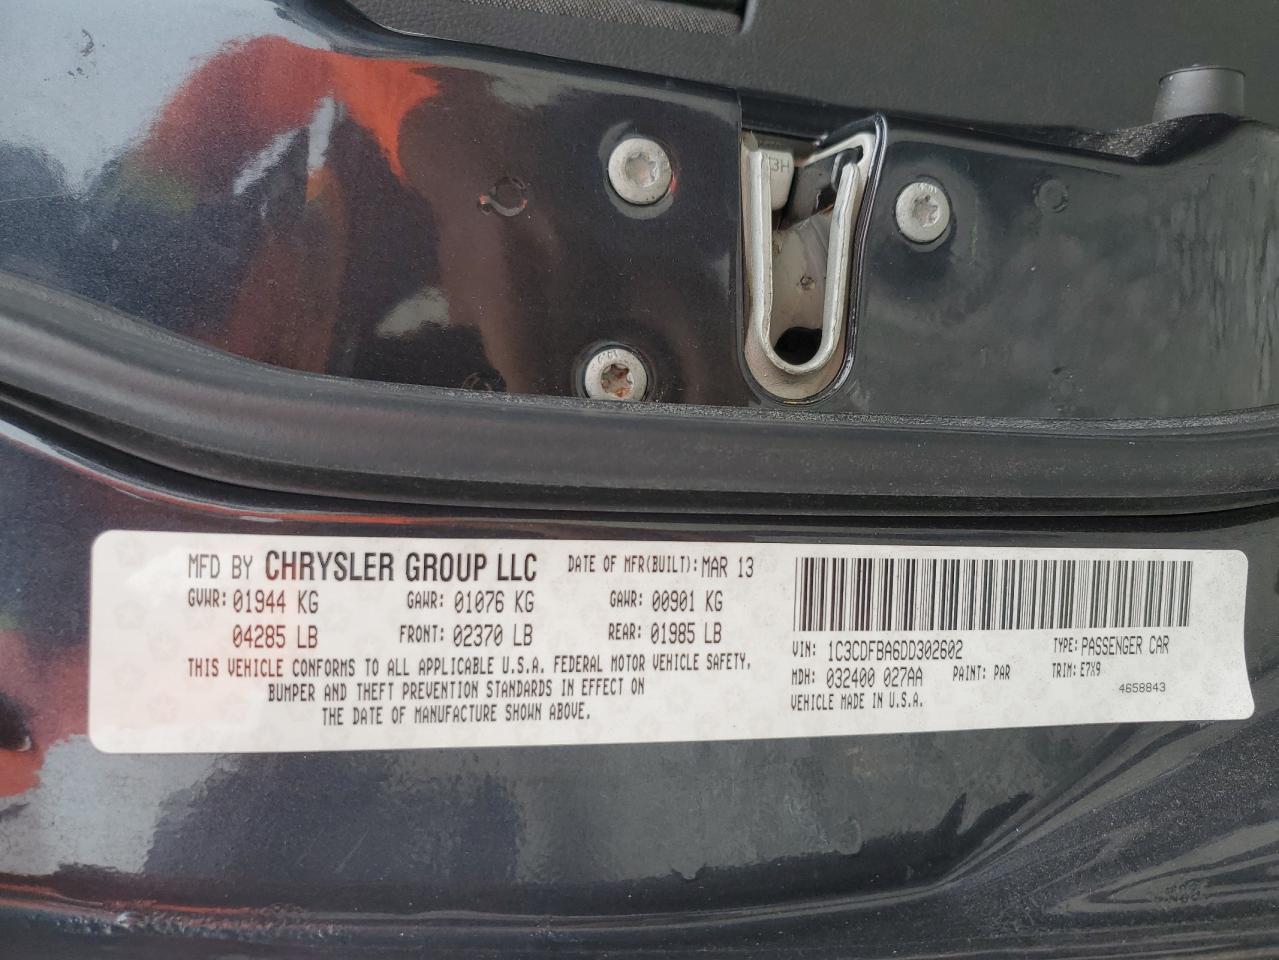 MFD BY CHRYSLER GROUP LLC DATE OF MFR(BUILT): MAR 13
GVWR: 01944 KG GAWR: 01076 KG GAWR: 00901 KG
04285 LB FRONT: 02370 LB REAR: 01985 LB
THIS VEHICLE CONFORMS TO ALL APPLICABLE U.S.A. FEDERAL MOTOR VEHICLE SAFETY,
BUMPER AND THEFT PREVENTION STANDARDS IN EFFECT ON
THE DATE OF MANUFACTURE SHOWN ABOVE.
VIN: 1C3CDFBA6DD302602 TYPE: PASSENGER CAR
MDH: 032400 027AA PAINT: PAR TRIM: E7X9
VEHICLE MADE IN U.S.A. 4658843